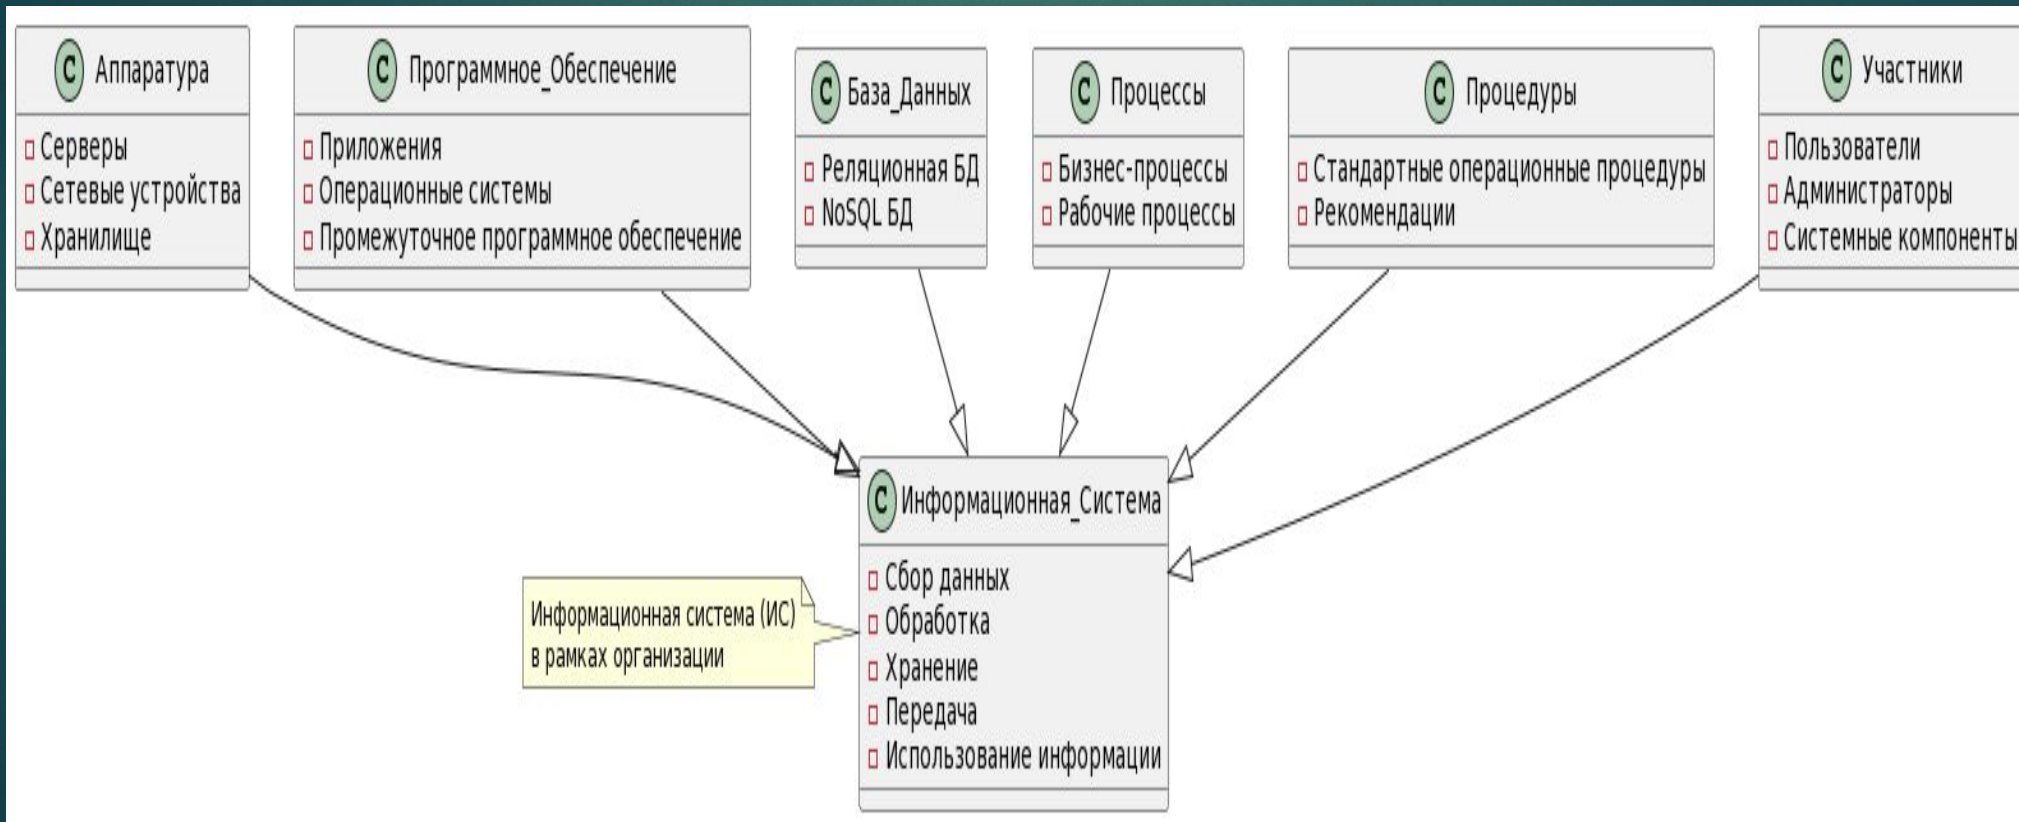 C Аппаратура
Серверы
Сетевые устройства
Хранилище
C Программное_Обеспечение
Приложения
Операционные системы
Промежуточное программное обеспечение
C База_Данных
Реляционная БД
NoSQL БД
C Процессы
Бизнес-процессы
Рабочие процессы
C Процедуры
Стандартные операционные процедуры
Рекомендации
C Участники
Пользователи
Администраторы
Системные компоненты
C Информационная_Система
Сбор данных
Обработка
Хранение
Передача
Использование информации
Информационная система (ИС)
в рамках организации